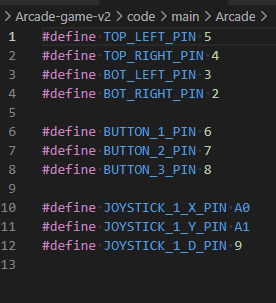 > Arcade-game-v2 > code > main > Arcade >
1 #define TOP_LEFT_PIN 5
2 #define TOP_RIGHT_PIN 4
3 #define BOT_LEFT_PIN 3
4 #define BOT_RIGHT_PIN 2
5
6 #define BUTTON_1_PIN 6
7 #define BUTTON_2_PIN 7
8 #define BUTTON_3_PIN 8
9
10 #define JOYSTICK_1_X_PIN A0
11 #define JOYSTICK_1_Y_PIN A1
12 #define JOYSTICK_1_D_PIN 9
13